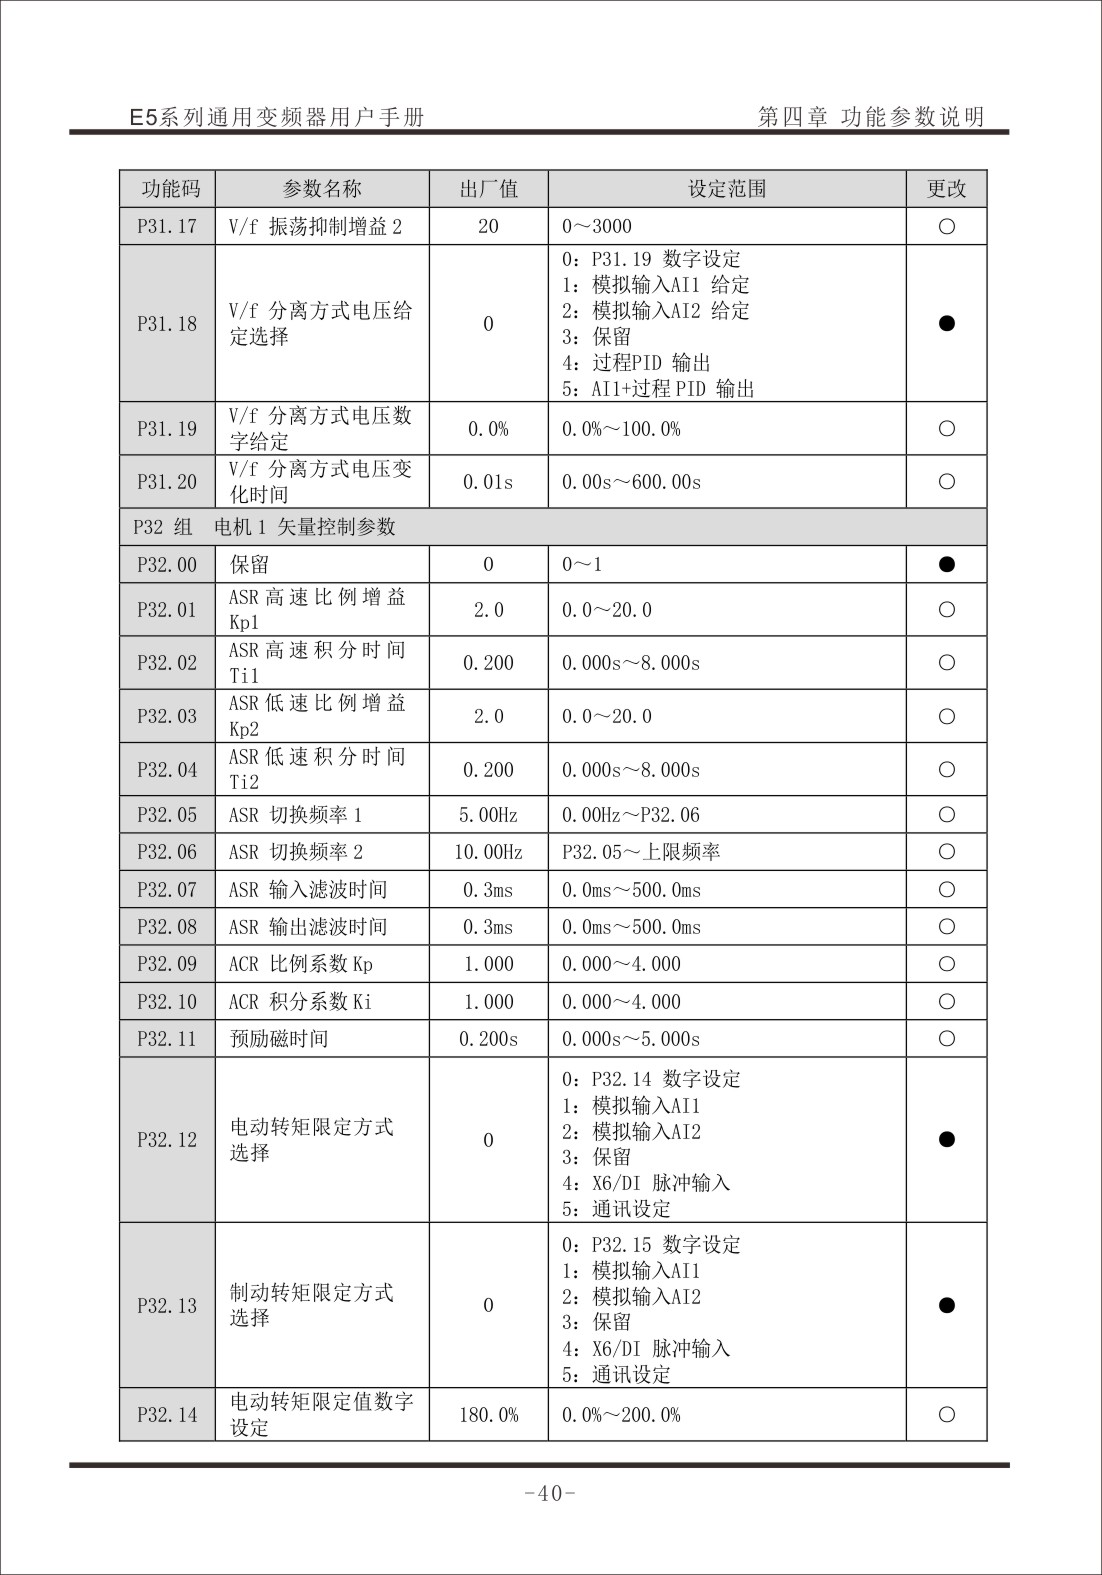 E5系列通用变频器用户手册 第四章 功能参数说明
功能码 参数名称 出厂值 设定范围 更改
P31.17 V/f 振荡抑制增益 2 20 0～3000 ○
P31.18 V/f 分离方式电压给定选择 0 ●
0: P31.19 数字设定
1: 模拟输入AI1 给定
2: 模拟输入AI2 给定
3: 保留
4: 过程PID 输出
5: AI1+过程 PID 输出
P31.19 V/f 分离方式电压数字给定 0.0% 0.0%～100.0% ○
P31.20 V/f 分离方式电压变化时间 0.01s 0.00s～600.00s ○
P32 组 电机 1 矢量控制参数
P32.00 保留 0 0～1 ●
P32.01 ASR 高速比例增益 Kp1 2.0 0.0～20.0 ○
P32.02 ASR 高速积分时间 Ti1 0.200 0.000s～8.000s ○
P32.03 ASR 低速比例增益 Kp2 2.0 0.0～20.0 ○
P32.04 ASR 低速积分时间 Ti2 0.200 0.000s～8.000s ○
P32.05 ASR 切换频率 1 5.00Hz 0.00Hz～P32.06 ○
P32.06 ASR 切换频率 2 10.00Hz P32.05～上限频率 ○
P32.07 ASR 输入滤波时间 0.3ms 0.0ms～500.0ms ○
P32.08 ASR 输出滤波时间 0.3ms 0.0ms～500.0ms ○
P32.09 ACR 比例系数 Kp 1.000 0.000～4.000 ○
P32.10 ACR 积分系数 Ki 1.000 0.000～4.000 ○
P32.11 预励磁时间 0.200s 0.000s～5.000s ○
P32.12 电动转矩限定方式选择 0 ●
0: P32.14 数字设定
1: 模拟输入AI1
2: 模拟输入AI2
3: 保留
4: X6/DI 脉冲输入
5: 通讯设定
P32.13 制动转矩限定方式选择 0 ●
0: P32.15 数字设定
1: 模拟输入AI1
2: 模拟输入AI2
3: 保留
4: X6/DI 脉冲输入
5: 通讯设定
P32.14 电动转矩限定值数字设定 180.0% 0.0%～200.0% ○
-40-